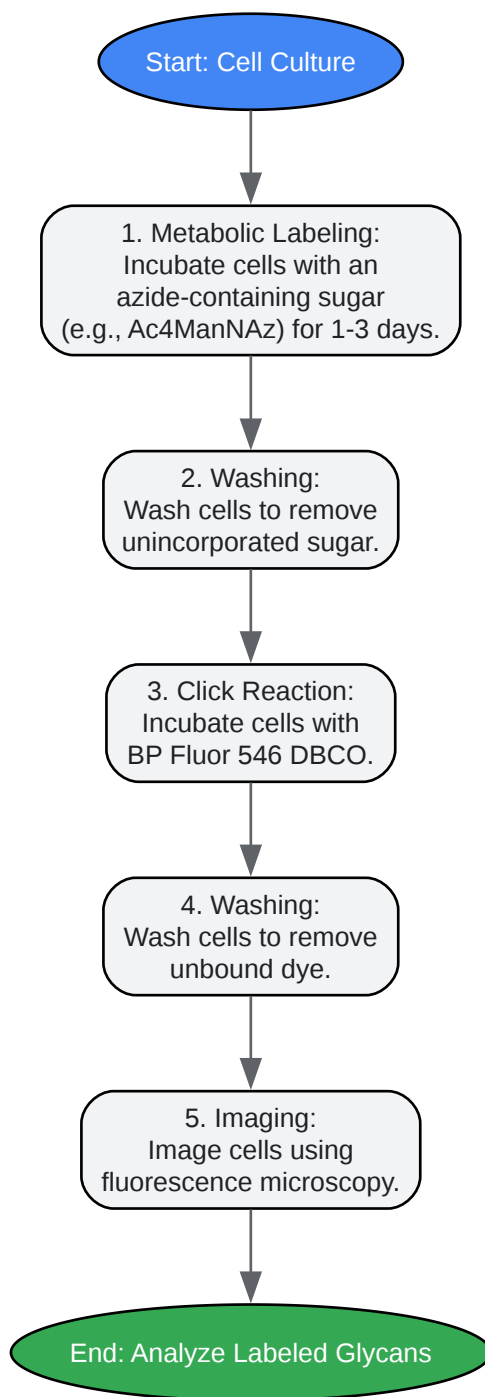 Start: Cell Culture
1. Metabolic Labeling:
Incubate cells with an
azide-containing sugar
(e.g., Ac4ManNAz) for 1-3 days.
2. Washing:
Wash cells to remove
unincorporated sugar.
3. Click Reaction:
Incubate cells with
BP Fluor 546 DBCO.
4. Washing:
Wash cells to remove
unbound dye.
5. Imaging:
Image cells using
fluorescence microscopy.
End: Analyze Labeled Glycans